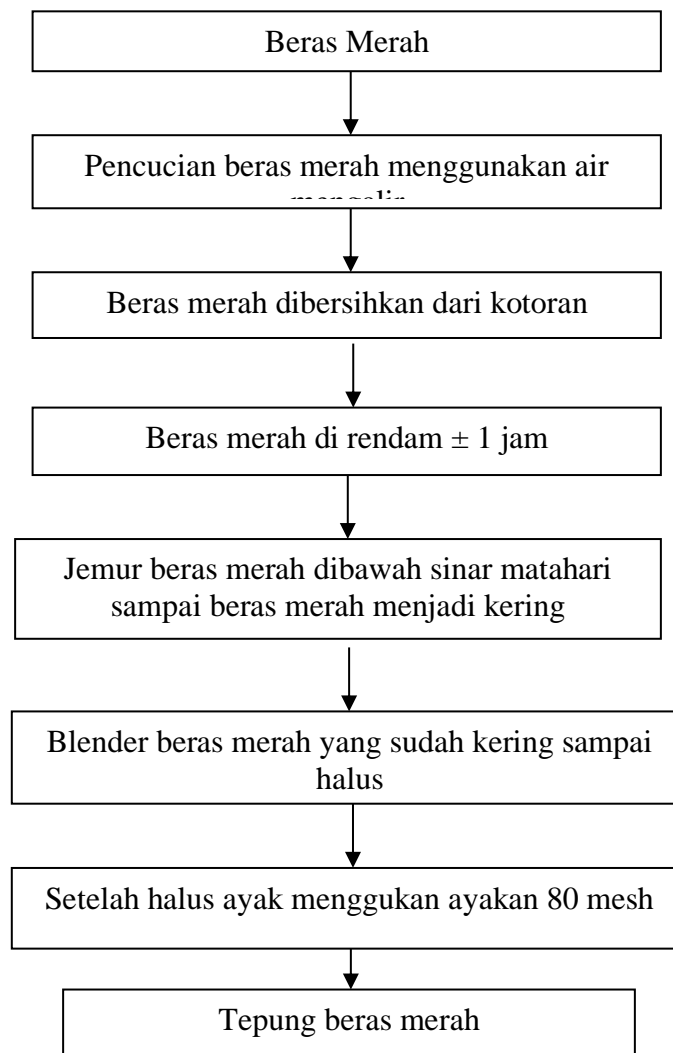 Beras Merah
Pencucian beras merah menggunakan air
mengalir
Beras merah dibersihkan dari kotoran
Beras merah di rendam ± 1 jam
Jemur beras merah dibawah sinar matahari
sampai beras merah menjadi kering
Blender beras merah yang sudah kering sampai
halus
Setelah halus ayak menggukan ayakan 80 mesh
Tepung beras merah